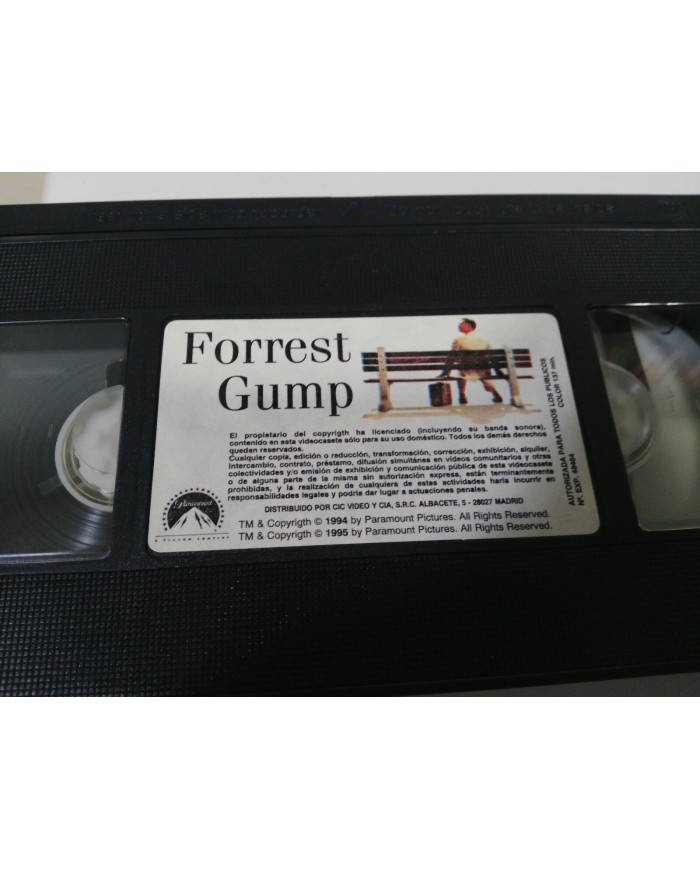 Forrest
Gump
El propietario del copyrigth ha licenciado (incluyendo su banda sonora),
contenido en esta videocasete sólo para su uso doméstico. Todos los demás derechos
quedan reservados.
Cualquier copia, edición o reducción, transformación, corrección, exhibición, alquiler,
intercambio, contrato, préstamo, difusión simultánea en vídeos comunitarios y otras
colectividades y/o emisión de exhibición y comunicación pública de esta videocasete
o de alguna parte de la misma sin autorización expresa, están terminantemente
prohibidas, y la realización de cualquiera de estas actividades haría incurrir en
responsabilidades legales y podría dar lugar a actuaciones penales.
DISTRIBUIDO POR CIC VIDEO Y CIA, S.R.C. ALBACETE, 5 - 28027 MADRID
TM & Copyrigth © 1994 by Paramount Pictures. All Rights Reserved.
TM & Copyrigth © 1995 by Paramount Pictures. All Rights Reserved.
Paramount
AUTORIZADA PARA TODOS LOS PUBLICOS
COLOR 137 min.
Nº. EXP.